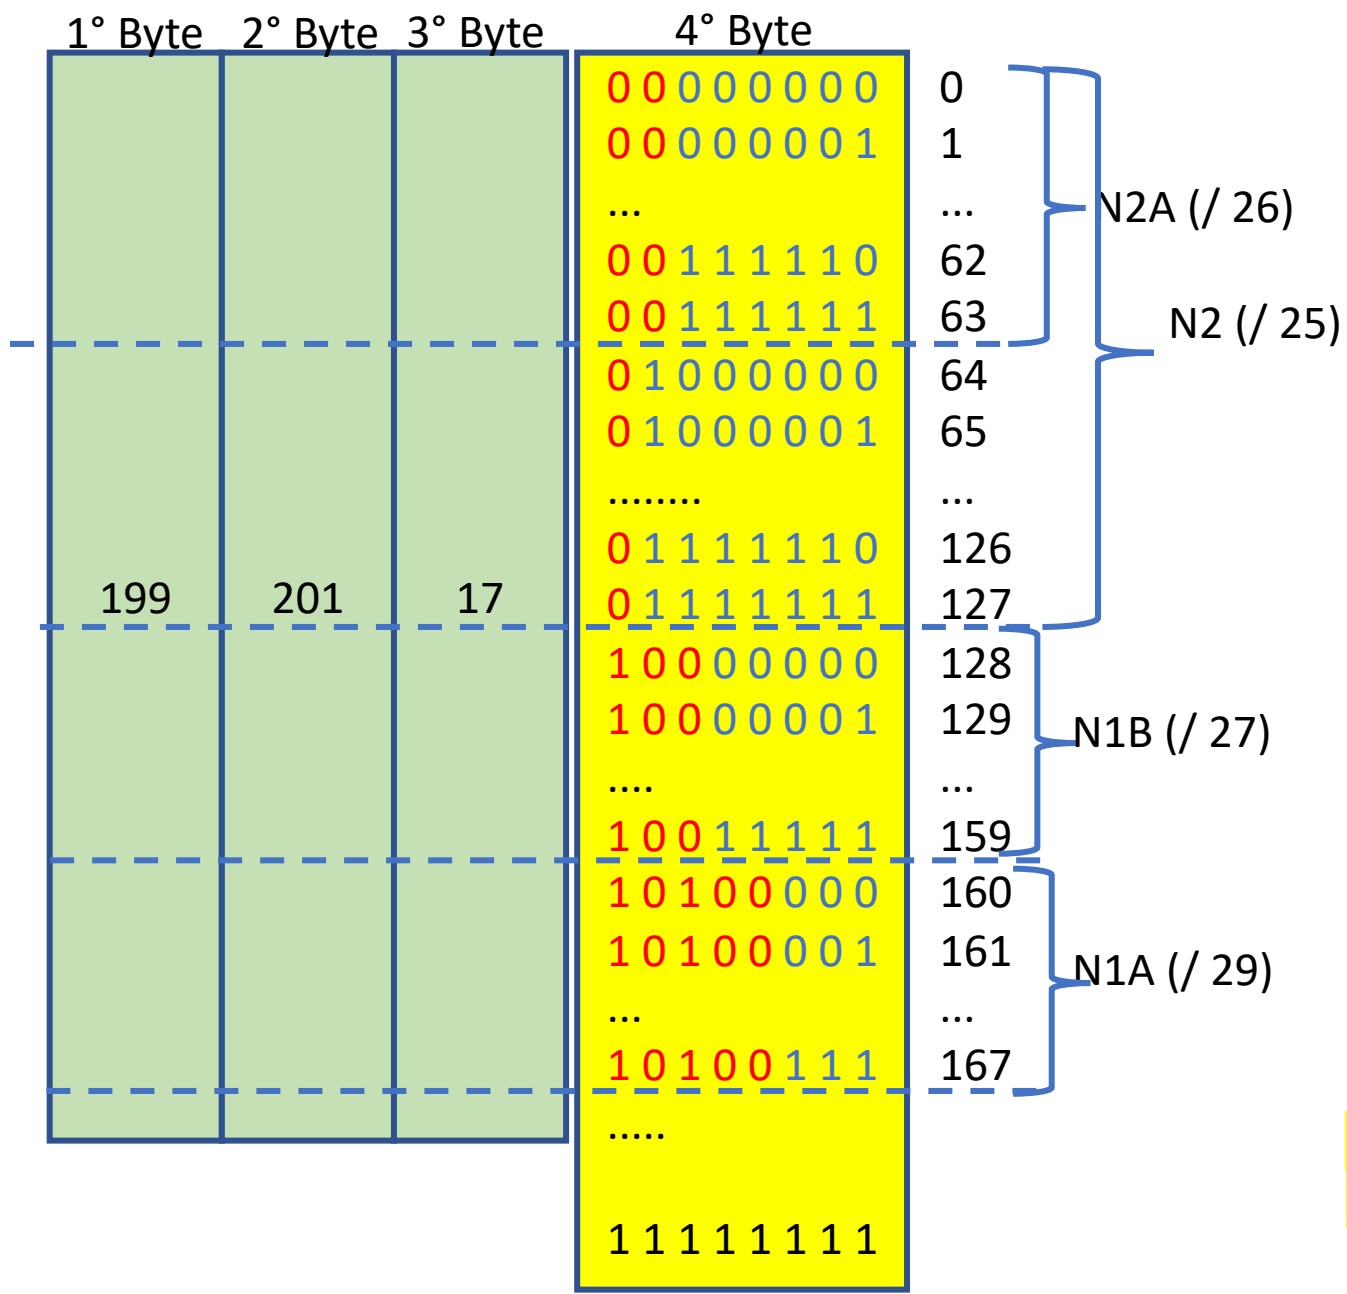 1° Byte 2° Byte 3° Byte 4° Byte
0 0 0 0 0 0 0 0 0
0 0 0 0 0 0 0 1 1
... ... N2A (/ 26)
0 0 1 1 1 1 1 0 62
0 0 1 1 1 1 1 1 63 N2 (/ 25)
0 1 0 0 0 0 0 0 64
0 1 0 0 0 0 0 1 65
........ ...
0 1 1 1 1 1 1 0 126
199 201 17 0 1 1 1 1 1 1 1 127
1 0 0 0 0 0 0 0 128
1 0 0 0 0 0 0 1 129 N1B (/ 27)
.... ...
1 0 0 1 1 1 1 1 159
1 0 1 0 0 0 0 0 160
1 0 1 0 0 0 0 1 161 N1A (/ 29)
... ...
1 0 1 0 0 1 1 1 167
.....
1 1 1 1 1 1 1 1